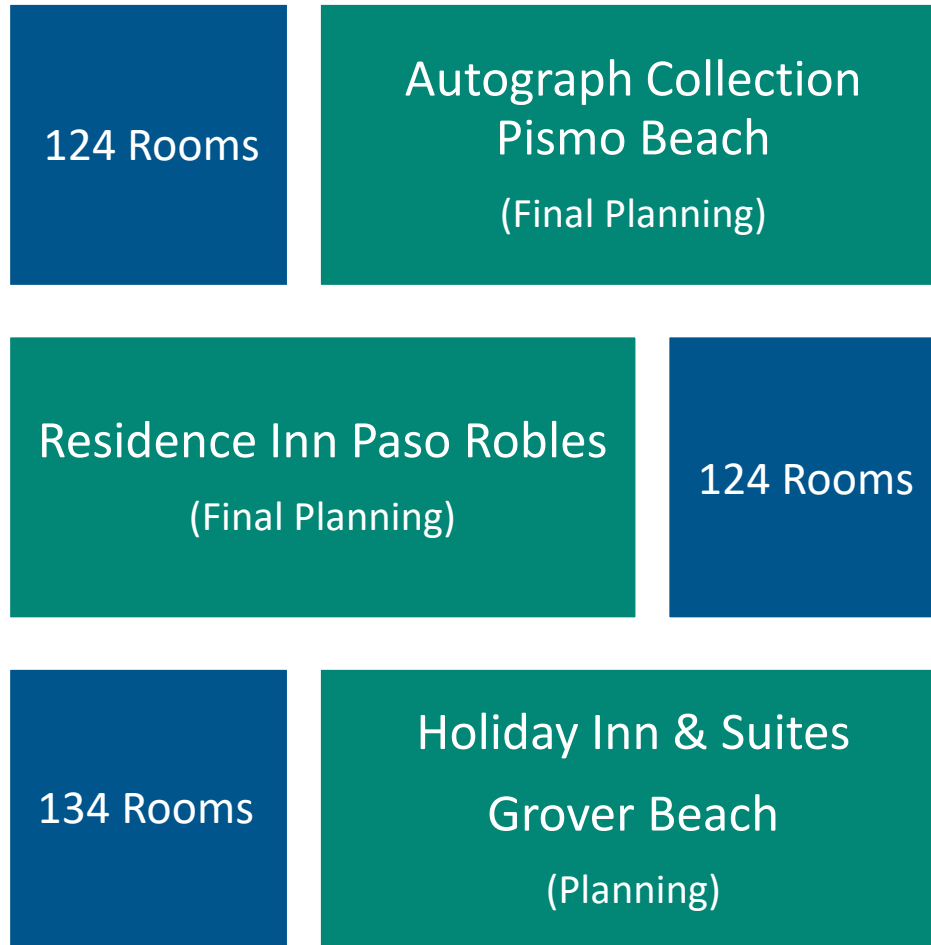 124 Rooms
Autograph Collection
Pismo Beach
(Final Planning)
Residence Inn Paso Robles
(Final Planning)
124 Rooms
134 Rooms
Holiday Inn & Suites
Grover Beach
(Planning)